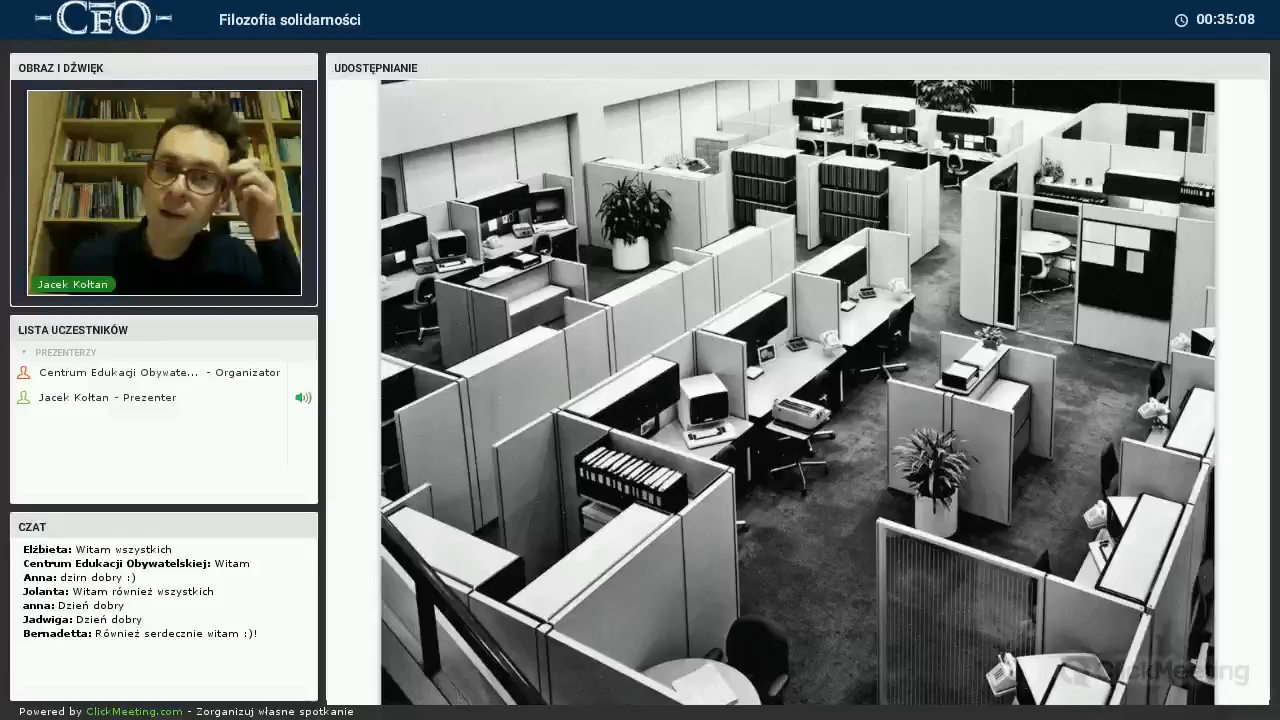 CEO
Filozofia solidarności
00:35:08
OBRAZ I DŹWIĘK
UDOSTĘPNIANIE
Jacek Kołtan
LISTA UCZESTNIKÓW
PREZENTERZY
Centrum Edukacji Obywate... - Organizator
Jacek Kołtan - Prezenter
CZAT
Elżbieta: Witam wszystkich
Centrum Edukacji Obywatelskiej: Witam
Anna: dzirn dobry :)
Jolanta: Witam również wszystkich
anna: Dzień dobry
Jadwiga: Dzień dobry
Bernadetta: Również serdecznie witam :)!
ClickMeeting
Powered by ClickMeeting.com - Zorganizuj własne spotkanie